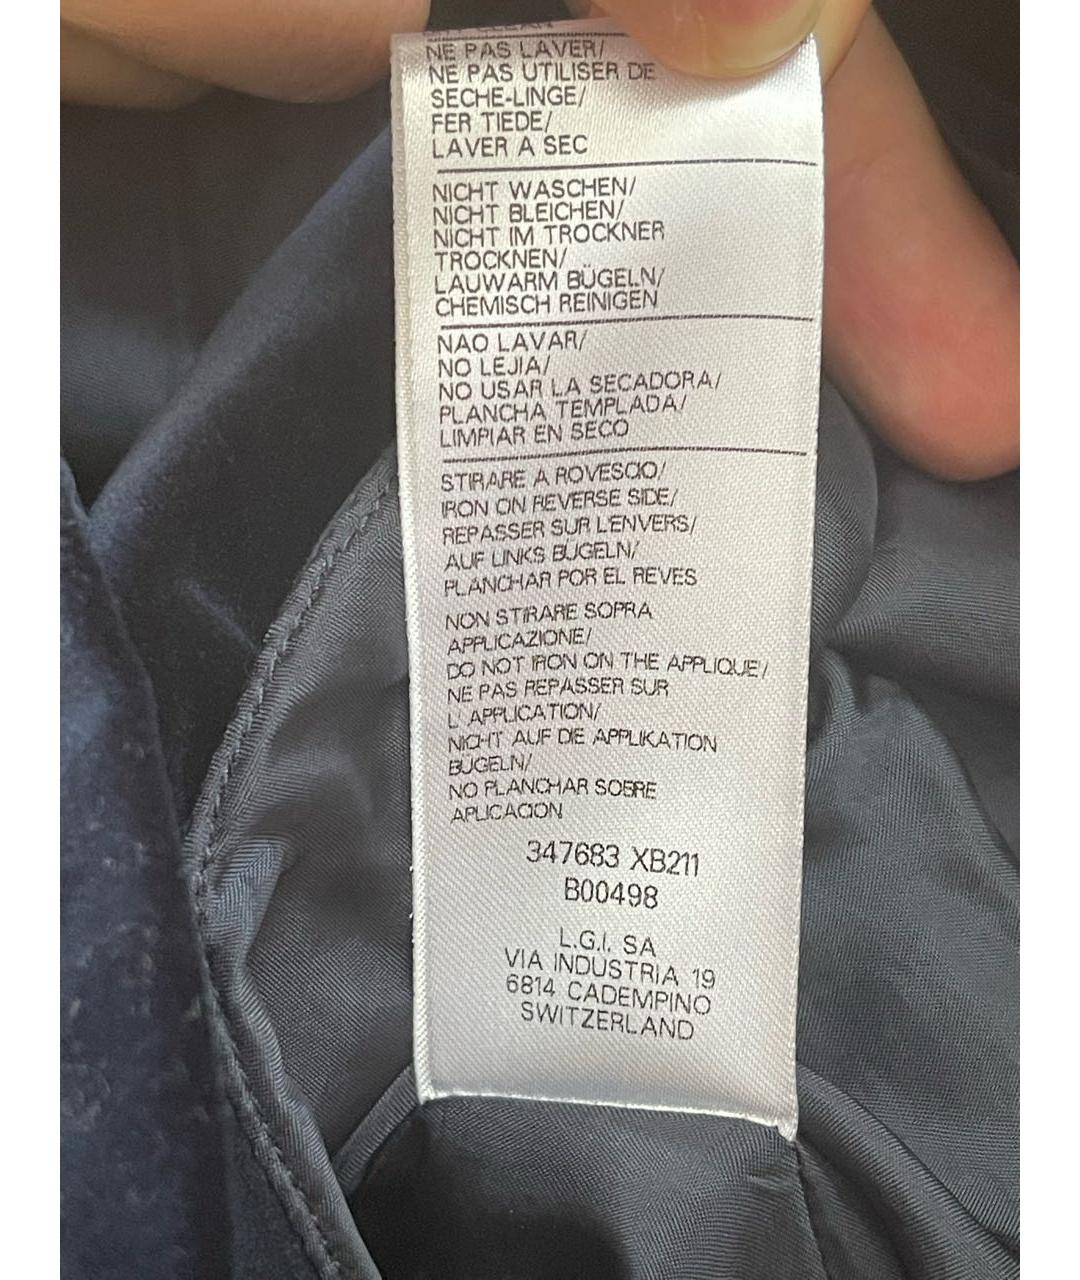 DRY CLEAN
NE PAS LAVER/
NE PAS UTILISER DE
SECHE-LINGE/
FER TIEDE/
LAVER A SEC
NICHT WASCHEN/
NICHT BLEICHEN/
NICHT IM TROCKNER
TROCKNEN/
LAUWARM BÜGELN/
CHEMISCH REINIGEN
NAO LAVAR/
NO LEJIA/
NO USAR LA SECADORA/
PLANCHA TEMPLADA/
LIMPIAR EN SECO
STIRARE A ROVESCIO/
IRON ON REVERSE SIDE/
REPASSER SUR L'ENVERS/
AUF LINKS BUGELN/
PLANCHAR POR EL REVES
NON STIRARE SOPRA
APPLICAZIONE/
DO NOT IRON ON THE APPLIQUE/
NE PAS REPASSER SUR
L' APPLICATION/
NICHT AUF DIE APPLIKATION
BÜGELN/
NO PLANCHAR SOBRE
APLICACION
347683 XB211
B00498
L.G.I. SA
VIA INDUSTRIA 19
6814 CADEMPINO
SWITZERLAND